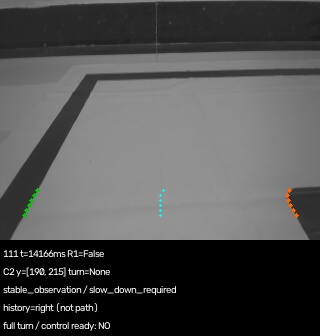 111 t=14166ms R1=False
C2 y=[190, 215] turn=None
stable_observation / slow_down_required
history=right (not path)
full turn / control ready: NO